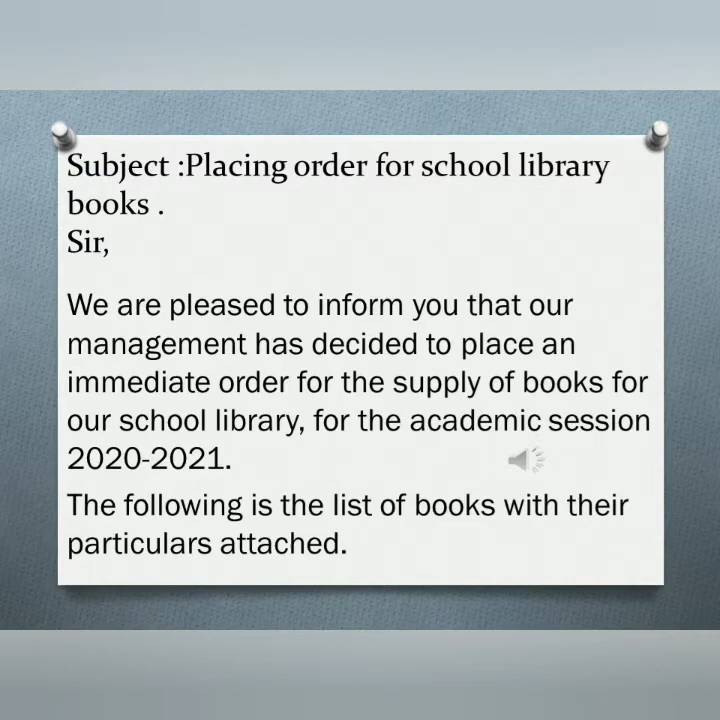 Subject :Placing order for school library
books .
Sir,
We are pleased to inform you that our
management has decided to place an
immediate order for the supply of books for
our school library, for the academic session
2020-2021.
The following is the list of books with their
particulars attached.